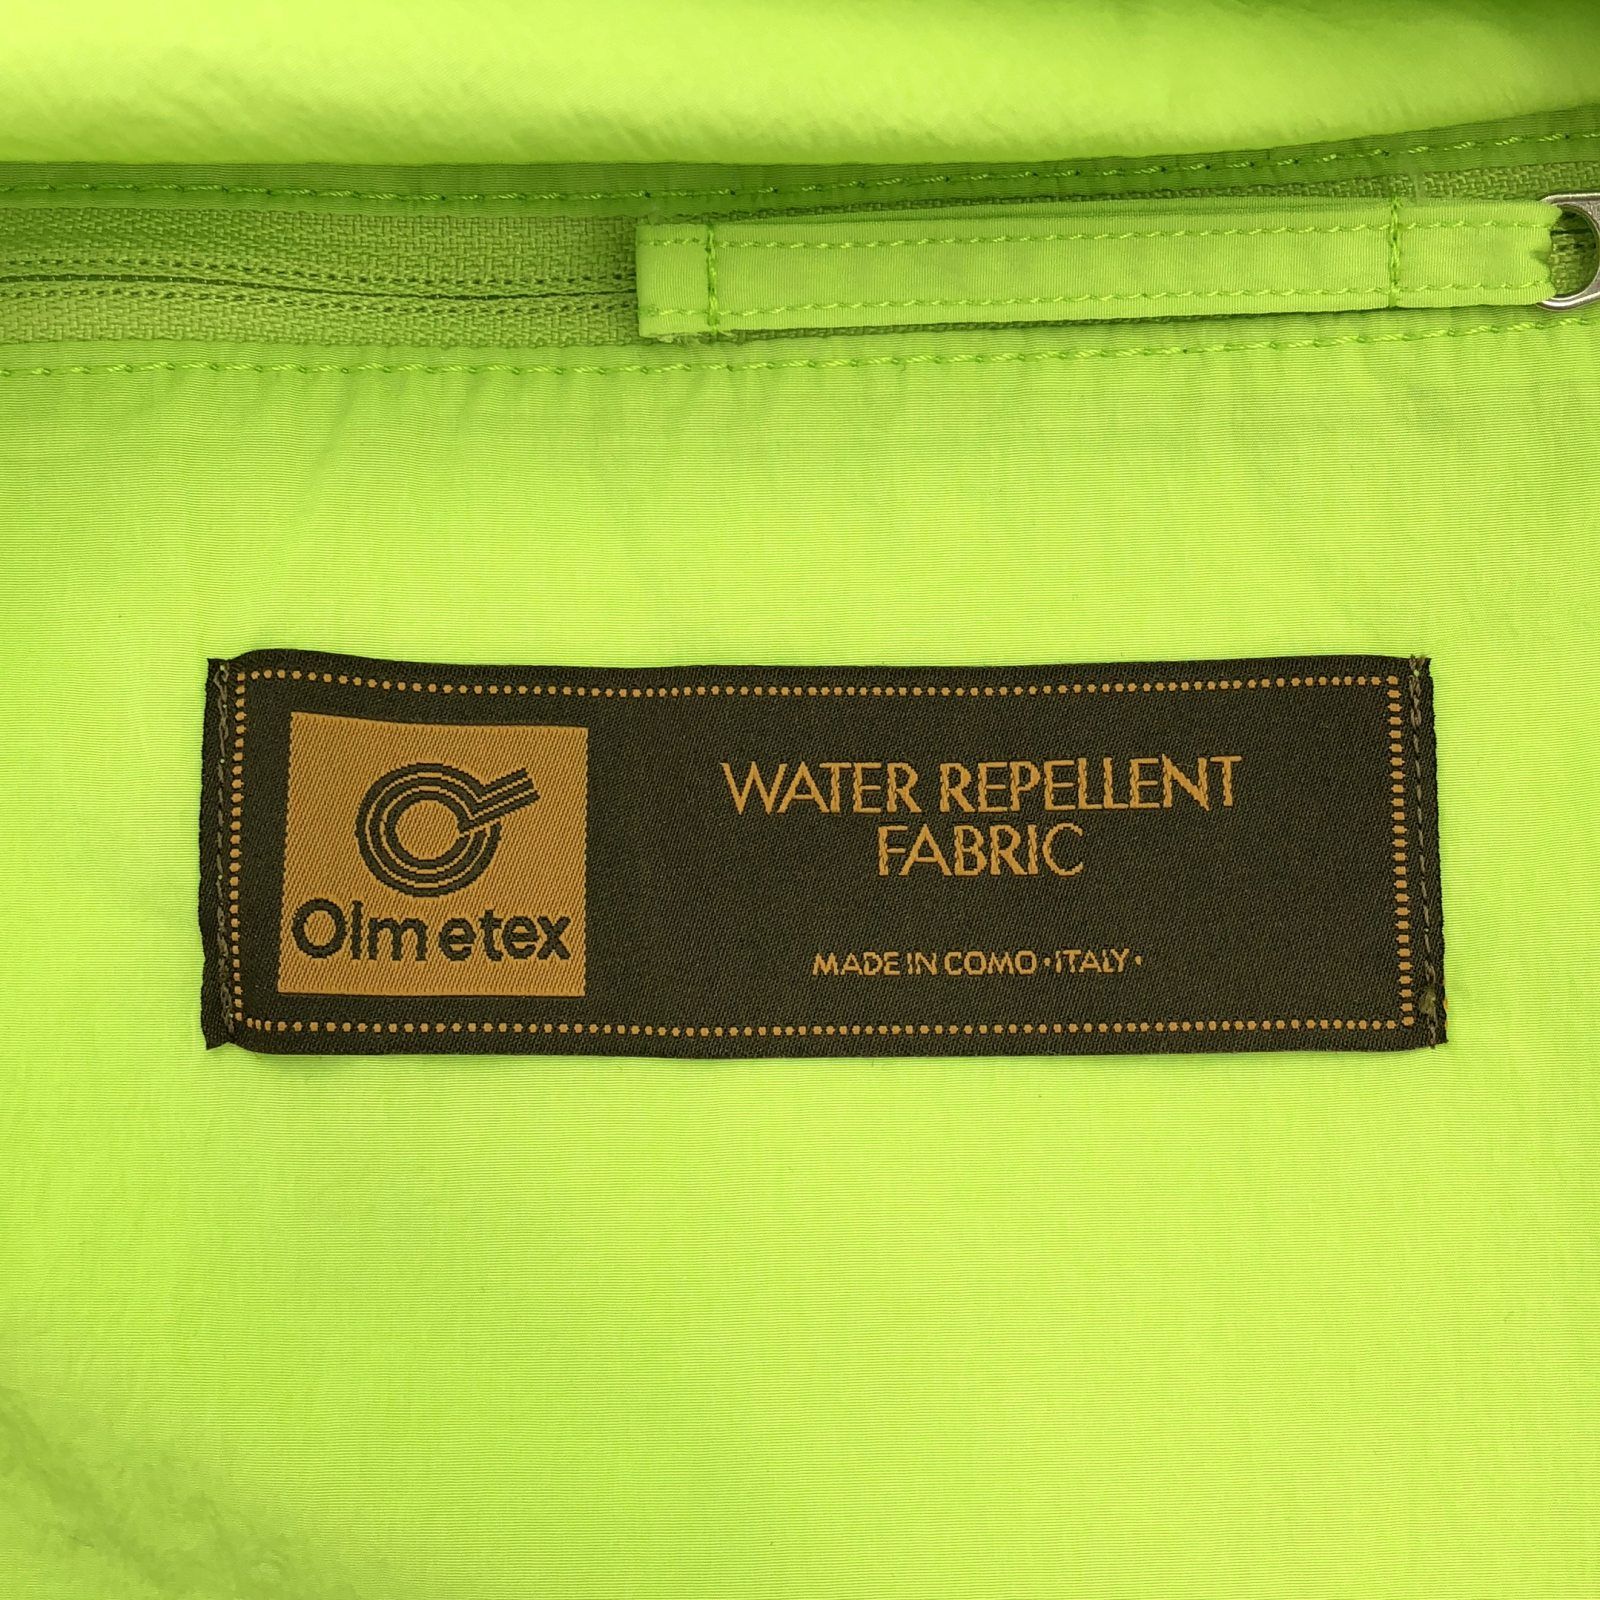 Olmetex
WATER REPELLENT
FABRIC
MADE IN COMO · ITALY ·